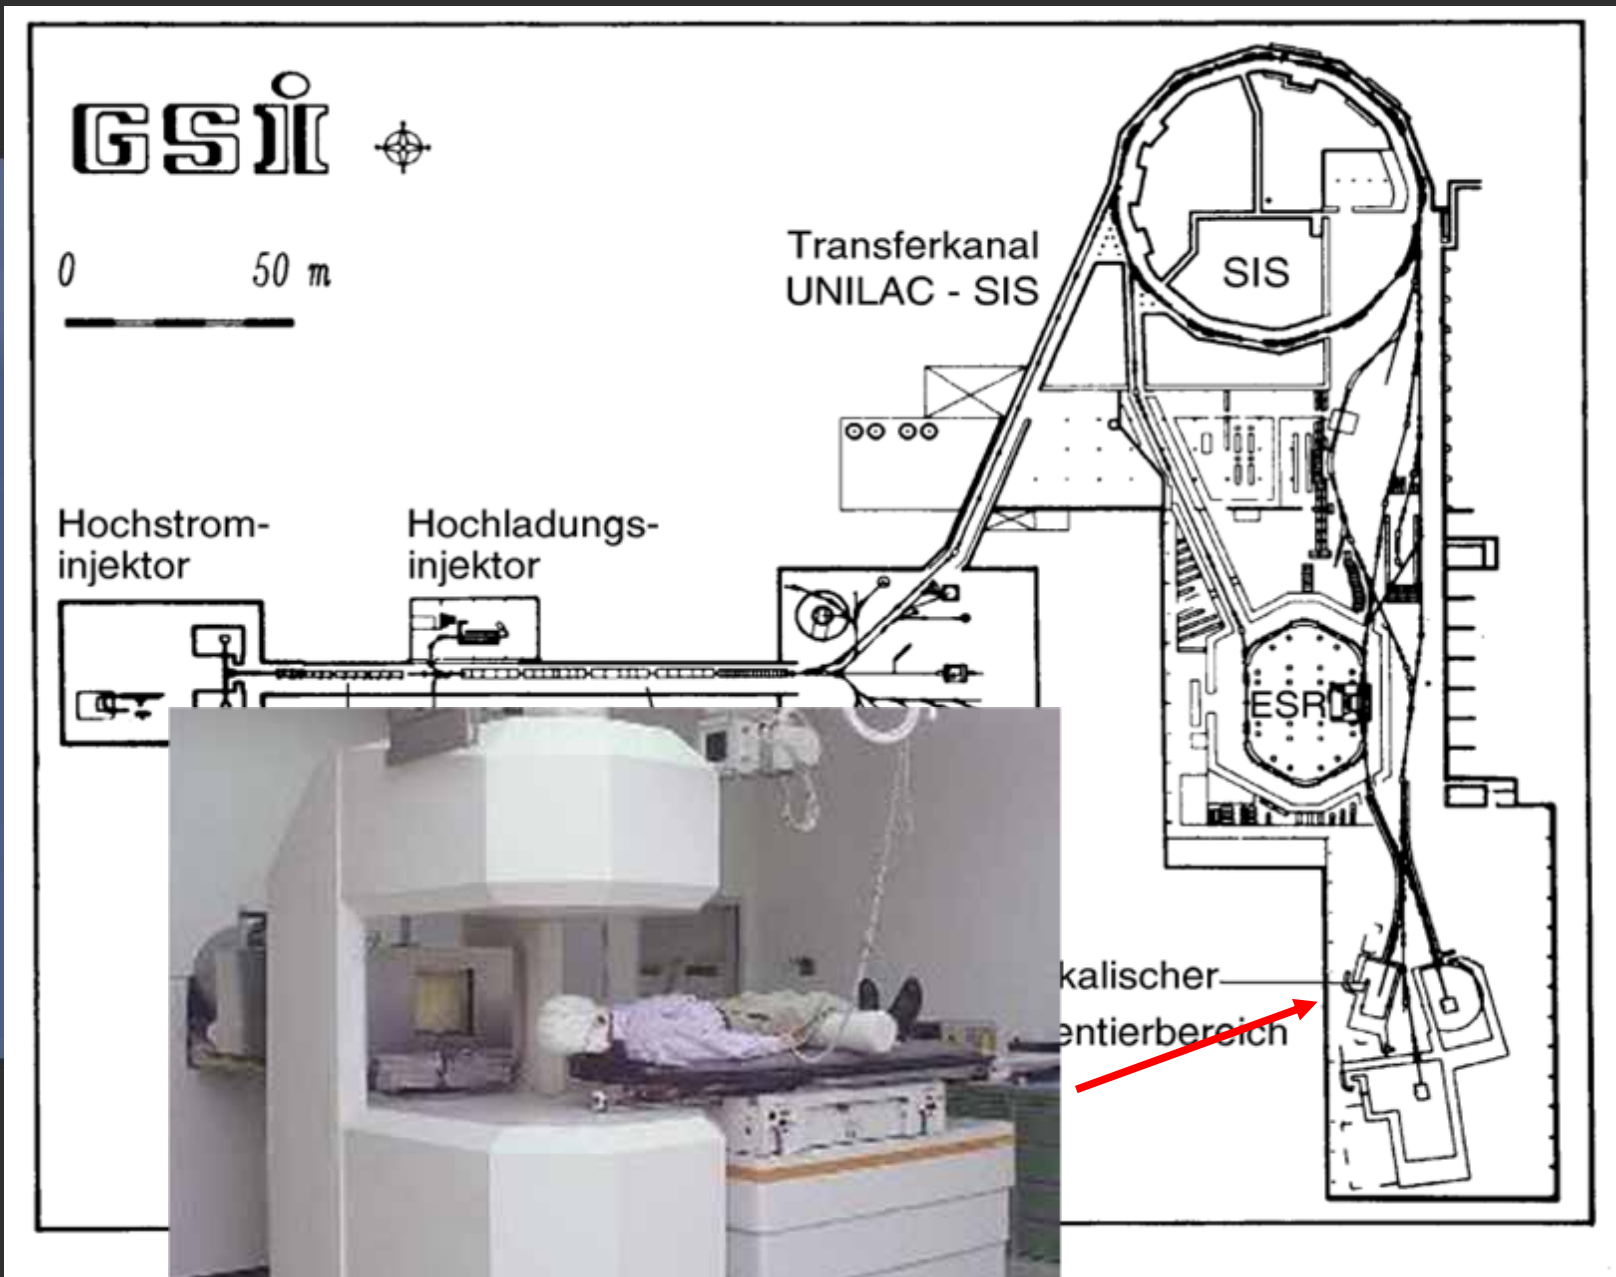 GSI
0 50 m
Transferkanal
UNILAC - SIS
SIS
Hochstrom-
injektor
Hochladungs-
injektor
ESR
kalischer
entierbereich